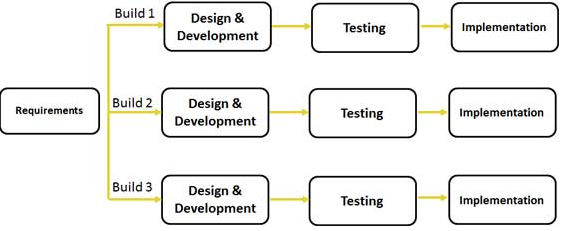 Build 1
Design &
Development
Testing
Implementation
Requirements
Build 2
Design &
Development
Testing
Implementation
Build 3
Design &
Development
Testing
Implementation